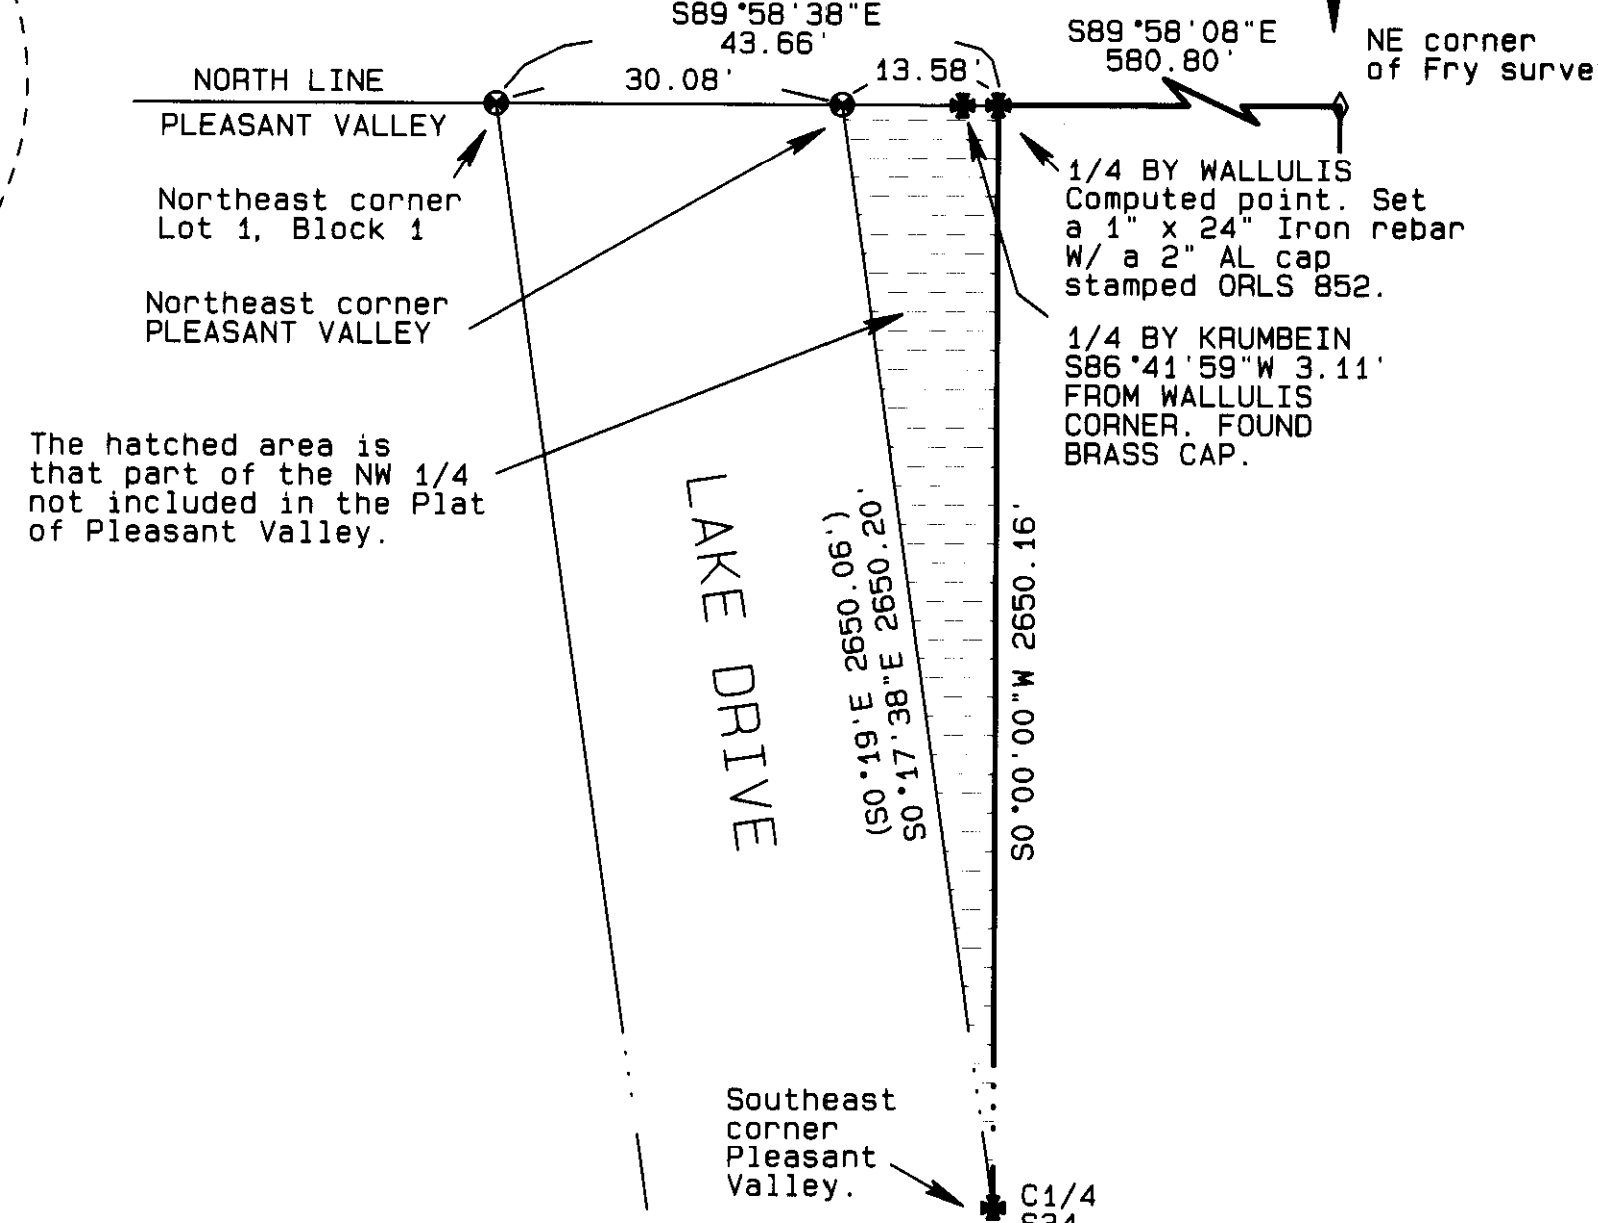 S89°58'38"E
43.66'
30.08'
13.58'
S89°58'08"E
580.80'
NE corner
of Fry surve
NORTH LINE
PLEASANT VALLEY
Northeast corner
Lot 1, Block 1
Northeast corner
PLEASANT VALLEY
The hatched area is
that part of the NW 1/4
not included in the Plat
of Pleasant Valley.
1/4 BY WALLULIS
Computed point. Set
a 1" x 24" Iron rebar
W/ a 2" AL cap
stamped ORLS 852.
1/4 BY KRUMBEIN
S86°41'59"W 3.11'
FROM WALLULIS
CORNER. FOUND
BRASS CAP.
LAKE DRIVE
(S0°19'E 2650.06')
S0°17'38"E 2650.20'
S0°00'00"W 2650.16'
Southeast
corner
Pleasant
Valley.
C1/4
S34